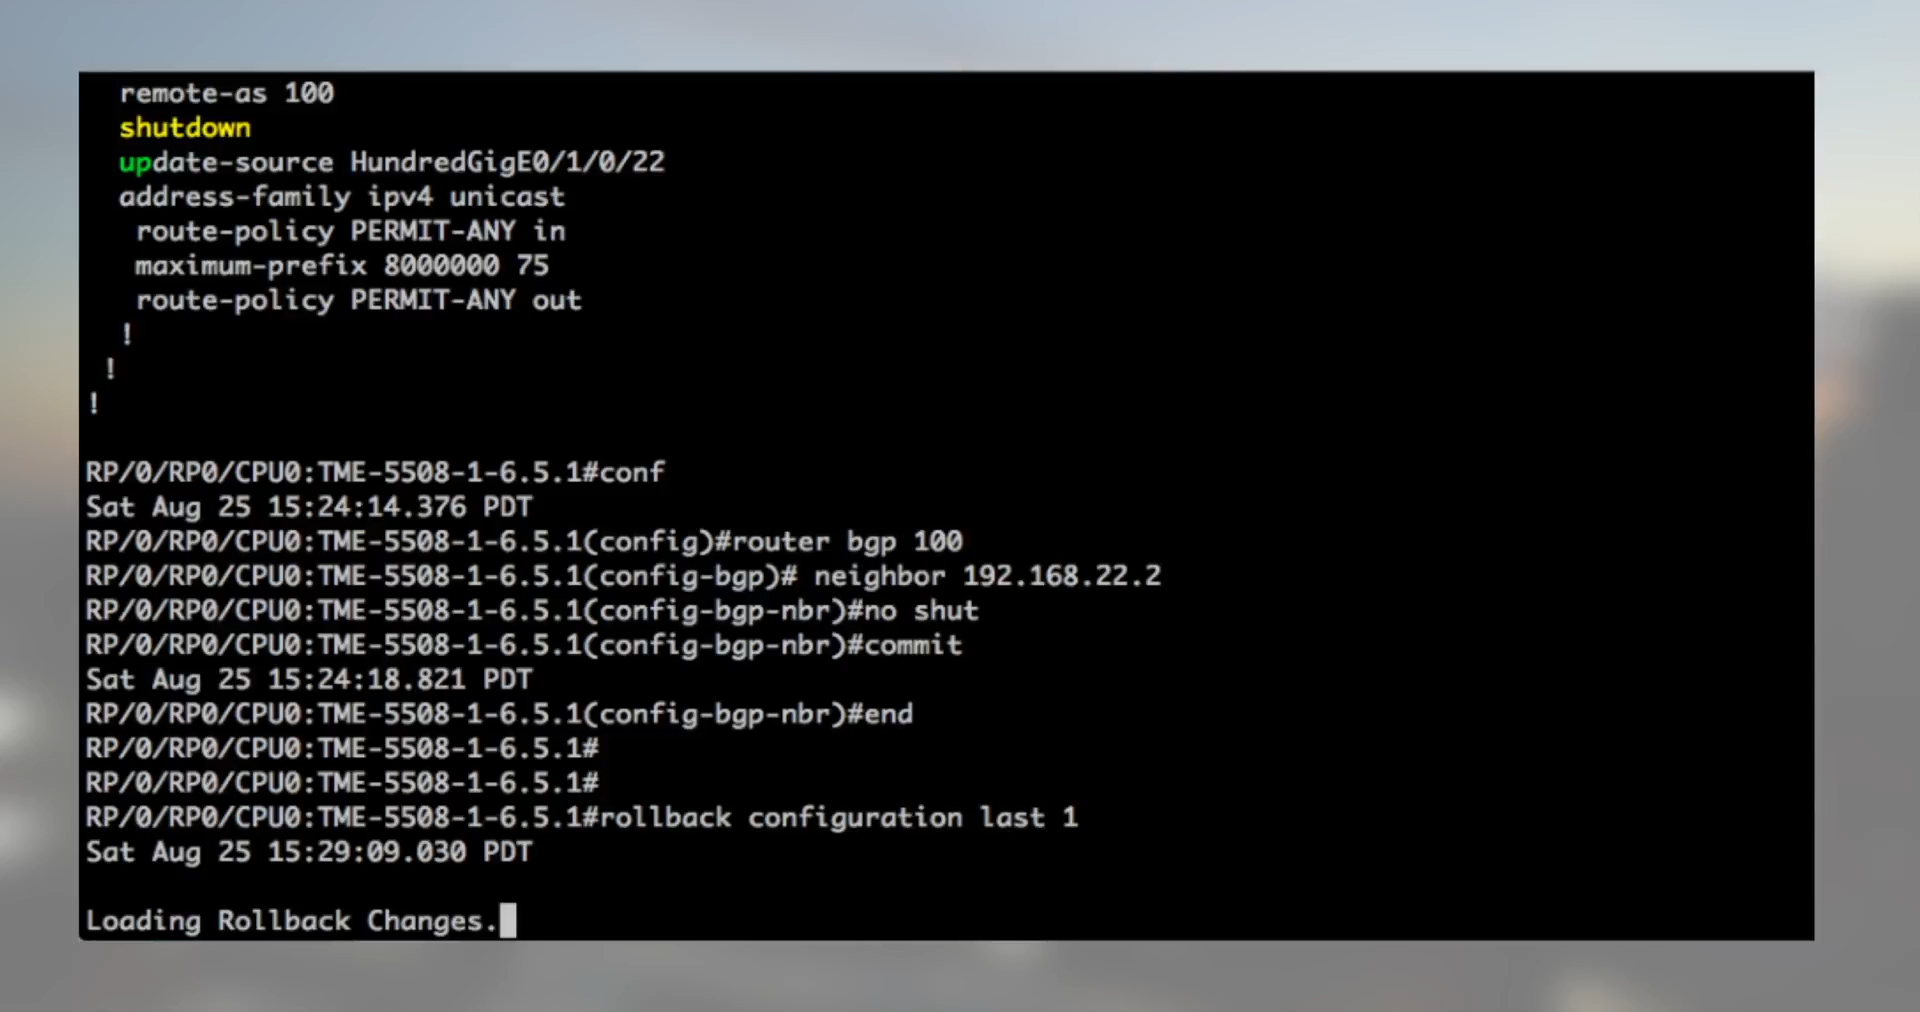 remote-as 100
shutdown
update-source HundredGigE0/1/0/22
address-family ipv4 unicast
route-policy PERMIT-ANY in
maximum-prefix 8000000 75
route-policy PERMIT-ANY out
!
!
!
RP/0/RP0/CPU0:TME-5508-1-6.5.1#conf
Sat Aug 25 15:24:14.376 PDT
RP/0/RP0/CPU0:TME-5508-1-6.5.1(config)#router bgp 100
RP/0/RP0/CPU0:TME-5508-1-6.5.1(config-bgp)# neighbor 192.168.22.2
RP/0/RP0/CPU0:TME-5508-1-6.5.1(config-bgp-nbr)#no shut
RP/0/RP0/CPU0:TME-5508-1-6.5.1(config-bgp-nbr)#commit
Sat Aug 25 15:24:18.821 PDT
RP/0/RP0/CPU0:TME-5508-1-6.5.1(config-bgp-nbr)#end
RP/0/RP0/CPU0:TME-5508-1-6.5.1#
RP/0/RP0/CPU0:TME-5508-1-6.5.1#
RP/0/RP0/CPU0:TME-5508-1-6.5.1#rollback configuration last 1
Sat Aug 25 15:29:09.030 PDT
Loading Rollback Changes.